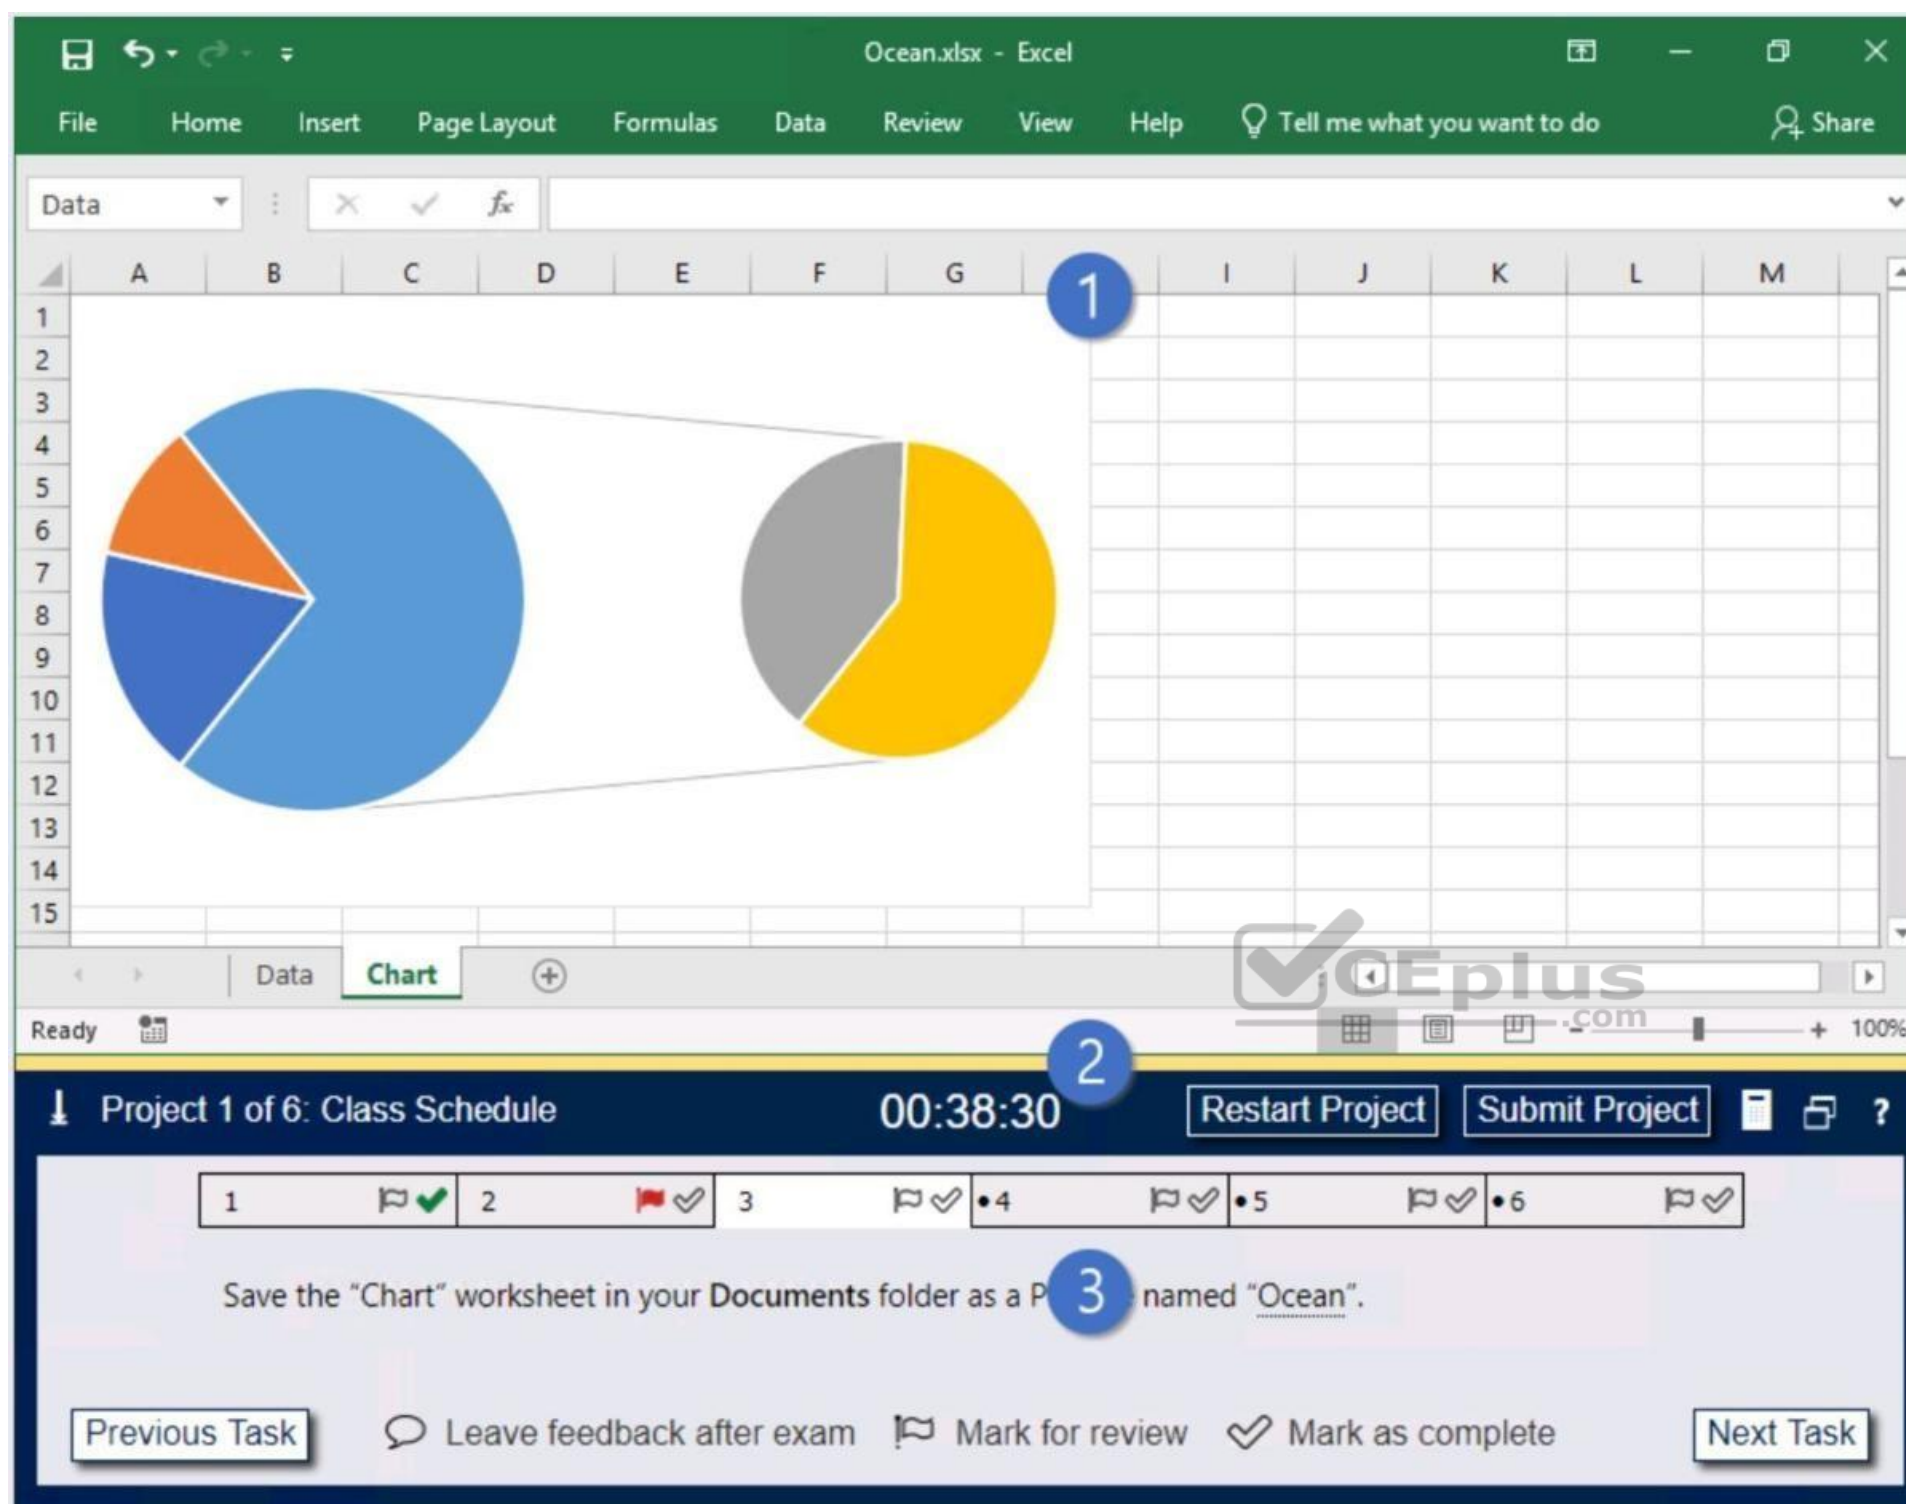 Ocean.xlsx - Excel
File Home Insert Page Layout Formulas Data Review View Help Tell me what you want to do Share
Data fx
A B C D E F G I J K L M
1
1
2
3
4
5
6
7
8
9
10
11
12
13
14
15
Data Chart
CEplus
.com
Ready 100%
2
Project 1 of 6: Class Schedule 00:38:30 Restart Project Submit Project ?
1 2 3 •4 •5 •6
Save the “Chart” worksheet in your Documents folder as a P 3 named “Ocean”.
Previous Task Leave feedback after exam Mark for review Mark as complete Next Task